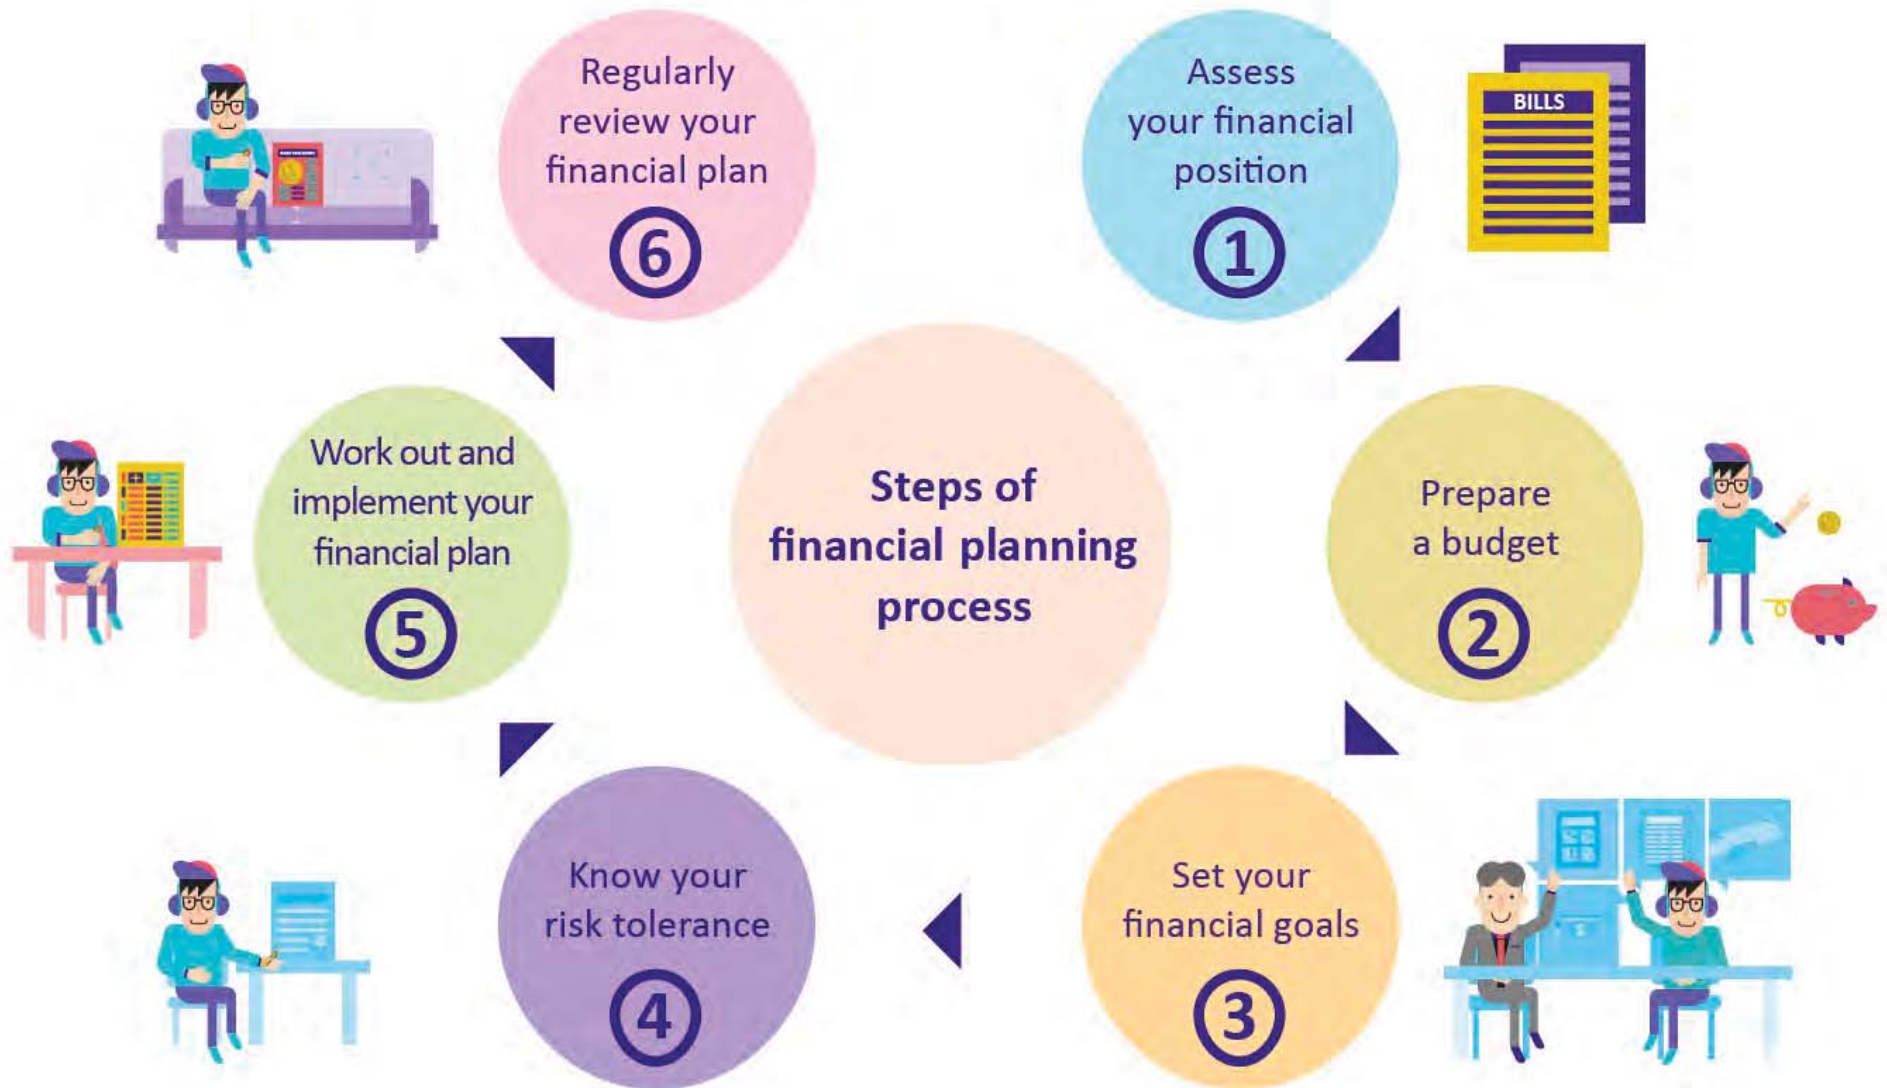 Steps of
financial planning
process
Assess
your financial
position
1
BILLS
Prepare
a budget
2
Set your
financial goals
3
Know your
risk tolerance
4
Work out and
implement your
financial plan
5
Regularly
review your
financial plan
6